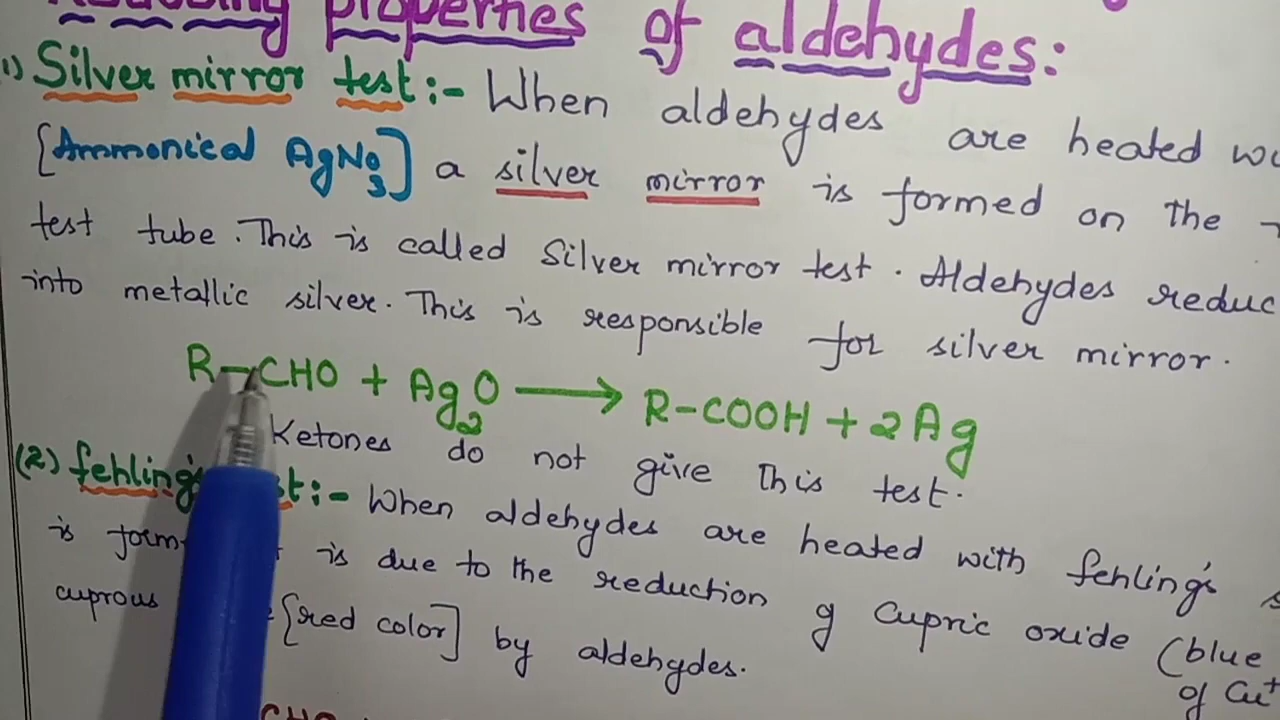 properties of aldehydes:
1) Silver mirror test:- When aldehydes are heated
[Ammonical AgNO3] a silver mirror is formed on the
test tube. This is called Silver mirror test. Aldehydes reduc
into metallic silver. This is responsible for silver mirror.
R-CHO + Ag2O ⟶ R-COOH + 2Ag
Ketones do not give This test.
(2) fehling's :- When aldehydes are heated with fehling's
is is due to the reduction of Cupric oxide (blue
cuprous [red color] by aldehydes. of Cu+
CHO